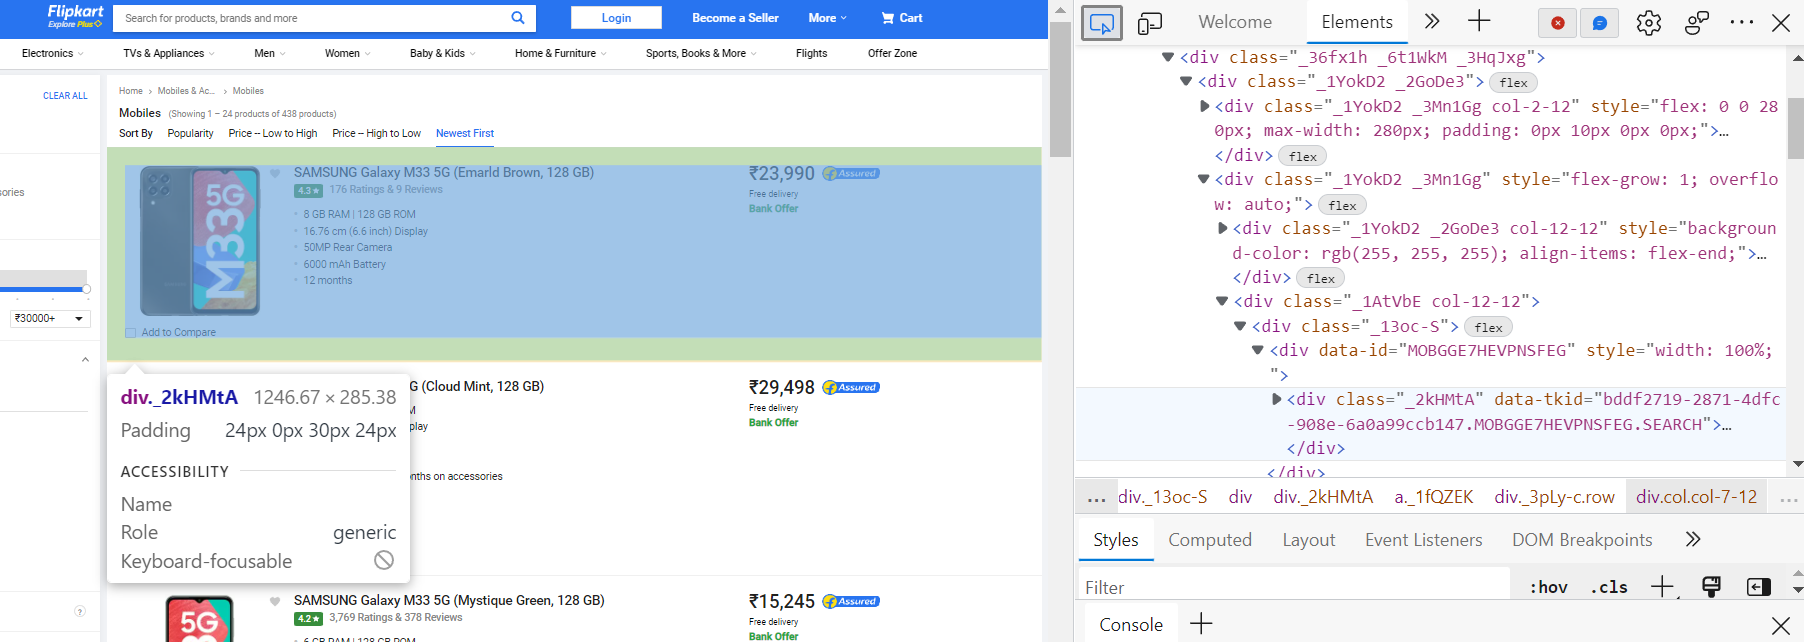 Flipkart
Explore Plus
Search for products, brands and more
Login
Become a Seller
More
Cart
Electronics
TVs & Appliances
Men
Women
Baby & Kids
Home & Furniture
Sports, Books & More
Flights
Offer Zone
CLEAR ALL
ories
₹30000+
?
Home > Mobiles & Ac... > Mobiles
Mobiles (Showing 1 – 24 products of 438 products)
Sort By Popularity Price -- Low to High Price -- High to Low Newest First
5G
M33
SAMSUNG Galaxy M33 5G (Emarld Brown, 128 GB)
4.3 ★ 176 Ratings & 9 Reviews
8 GB RAM | 128 GB ROM
16.76 cm (6.6 inch) Display
50MP Rear Camera
6000 mAh Battery
12 months
₹23,990 Assured
Free delivery
Bank Offer
Add to Compare
G (Cloud Mint, 128 GB)
M
play
nths on accessories
₹29,498 Assured
Free delivery
Bank Offer
div._2kHMtA 1246.67 × 285.38
Padding 24px 0px 30px 24px
ACCESSIBILITY
Name
Role generic
Keyboard-focusable
5G
SAMSUNG Galaxy M33 5G (Mystique Green, 128 GB)
4.2 ★ 3,769 Ratings & 378 Reviews
6 GB RAM | 128 GB ROM
₹15,245 Assured
Free delivery
Bank Offer
Welcome
Elements
<div class="_36fx1h _6t1WkM _3HqJxg">
<div class="_1YokD2 _2GoDe3"> flex
<div class="_1YokD2 _3Mn1Gg col-2-12" style="flex: 0 0 28
0px; max-width: 280px; padding: 0px 10px 0px 0px;">…
</div> flex
<div class="_1YokD2 _3Mn1Gg" style="flex-grow: 1; overflo
w: auto;"> flex
<div class="_1YokD2 _2GoDe3 col-12-12" style="backgroun
d-color: rgb(255, 255, 255); align-items: flex-end;">…
</div> flex
<div class="_1AtVbE col-12-12">
<div class="_13oc-S"> flex
<div data-id="MOBGGE7HEVPNSFEG" style="width: 100%;
">
<div class="_2kHMtA" data-tkid="bddf2719-2871-4dfc
-908e-6a0a99ccb147.MOBGGE7HEVPNSFEG.SEARCH">…
</div>
</div>
... div._13oc-S div div._2kHMtA a._1fQZEK div._3pLy-c.row div.col.col-7-12 ...
Styles Computed Layout Event Listeners DOM Breakpoints
Filter
:hov .cls
Console